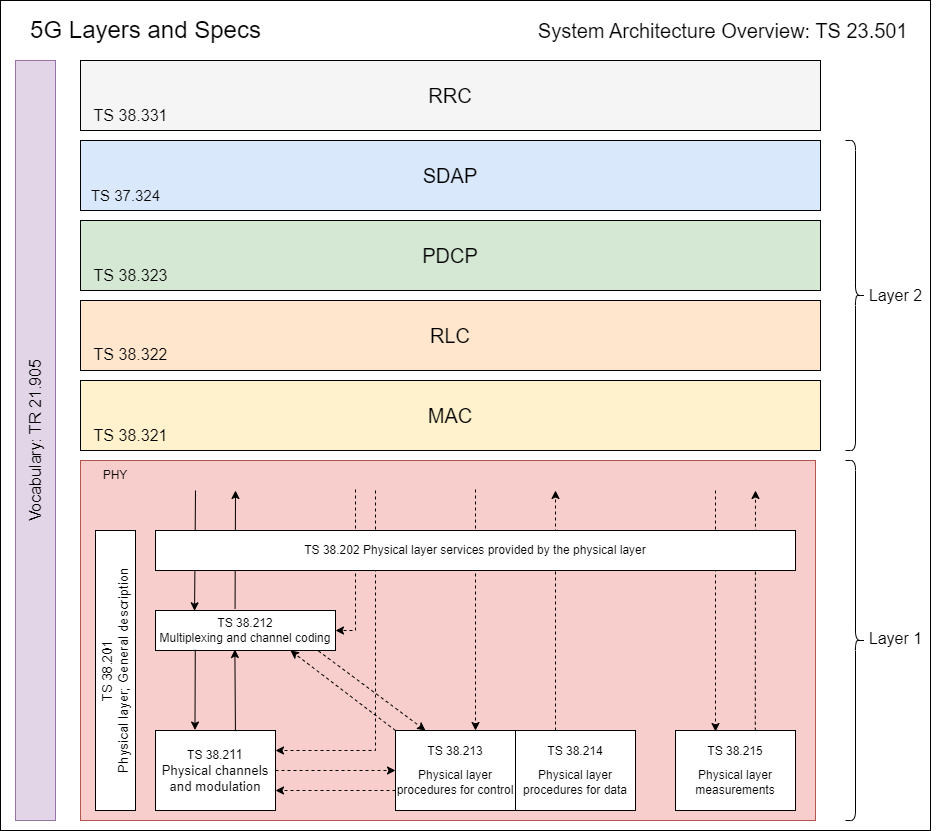 5G Layers and Specs
System Architecture Overview: TS 23.501
Vocabulary: TR 21.905
RRC
TS 38.331
SDAP
TS 37.324
PDCP
TS 38.323
RLC
TS 38.322
MAC
TS 38.321
Layer 2
PHY
TS 38.201
Physical layer; General description
TS 38.202 Physical layer services provided by the physical layer
TS 38.212
Multiplexing and channel coding
Layer 1
TS 38.211
Physical channels
and modulation
TS 38.213
Physical layer
procedures for control
TS 38.214
Physical layer
procedures for data
TS 38.215
Physical layer
measurements